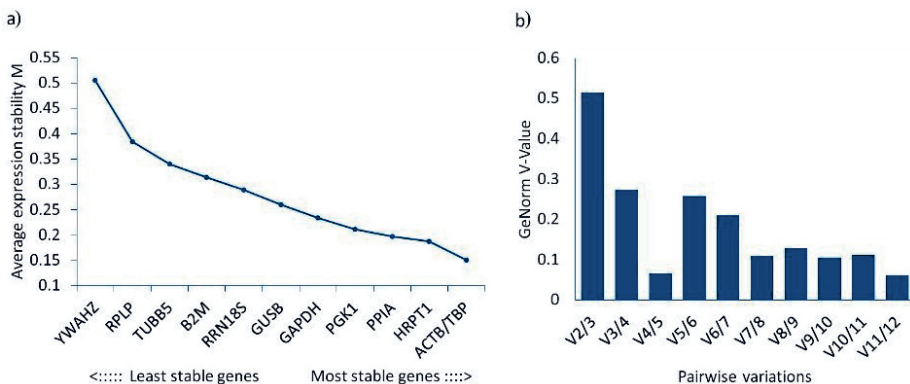 a)
Average expression stability M
0.55
0.5
0.45
0.4
0.35
0.3
0.25
0.2
0.15
0.1
YWAHZ
RPLP
TUBB5
B2M
RRN18S
GUSB
GAPDH
PGK1
PPIA
HRPT1
ACTB/TBP
<::::: Least stable genes Most stable genes ::::>
b)
GeNorm V-Value
0.6
0.5
0.4
0.3
0.2
0.1
0
V2/3
V3/4
V4/5
V5/6
V6/7
V7/8
V8/9
V9/10
V10/11
V11/12
Pairwise variations